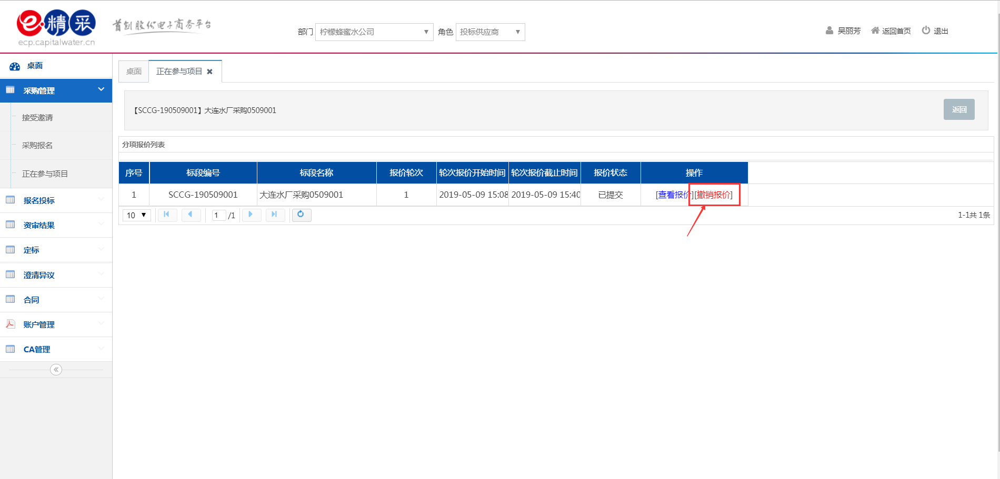 e精采
ecp.capitalwater.cn
首创股份电子商务平台
部门 柠檬蜂蜜水公司 ▼ 角色 投标供应商 ▼
吴丽芳 返回首页 退出
桌面
采购管理
接受邀请
采购报名
正在参与项目
报名投标
资审结果
定标
澄清异议
合同
账户管理
CA管理
桌面 正在参与项目 ✖
【SCCG-190509001】大连水厂采购0509001
返回
分项报价列表
序号 标段编号 标段名称 报价轮次 轮次报价开始时间 轮次报价截止时间 报价状态 操作
1 SCCG-190509001 大连水厂采购0509001 1 2019-05-09 15:08 2019-05-09 15:40 已提交 [查看报价][撤销报价]
10 ▼ 1 /1 1-1共 1条